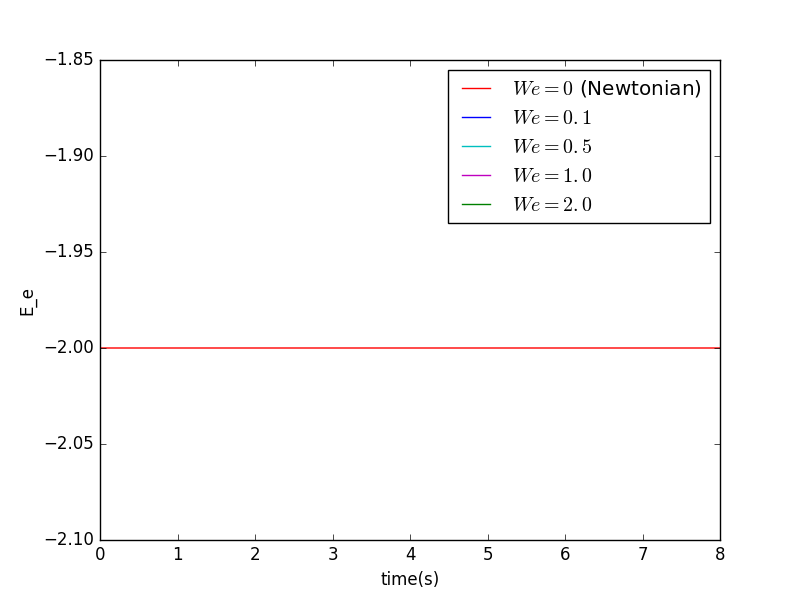 −1.85
We = 0 (Newtonian)
We = 0.1
−1.90
We = 0.5
We = 1.0
We = 2.0
−1.95
E_e
−2.00
−2.05
−2.10
0 1 2 3 4 5 6 7 8
time(s)